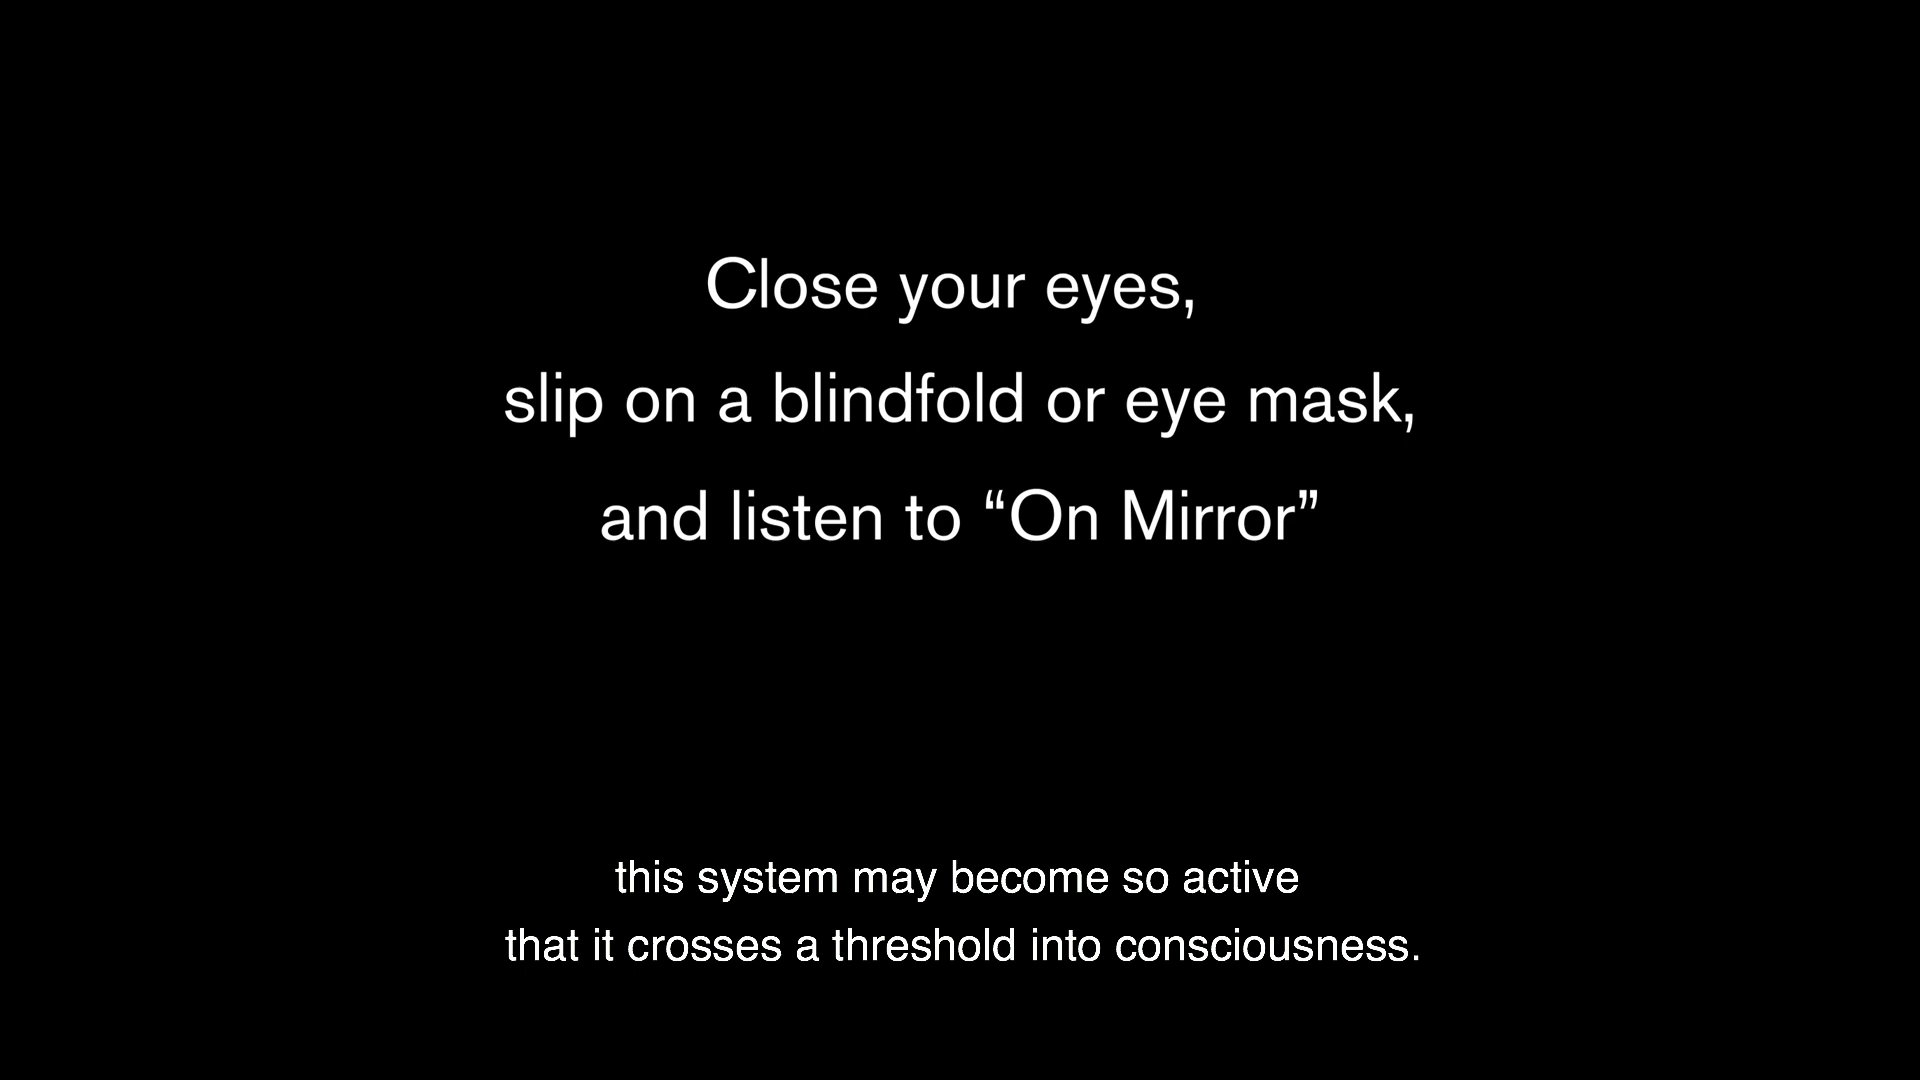 Close your eyes,
slip on a blindfold or eye mask,
and listen to “On Mirror”
this system may become so active
that it crosses a threshold into consciousness.